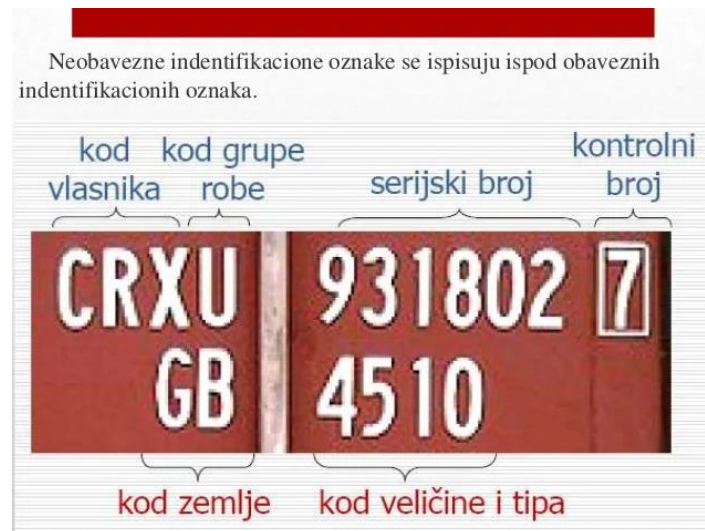 Neobavezne indentifikacione oznake se ispisuju ispod obaveznih
indentifikacionih oznaka.
kod kod grupe kontrolni
vlasnika robe serijski broj broj
CRXU 931802 7
GB 4510
kod zemlje kod veličine i tipa